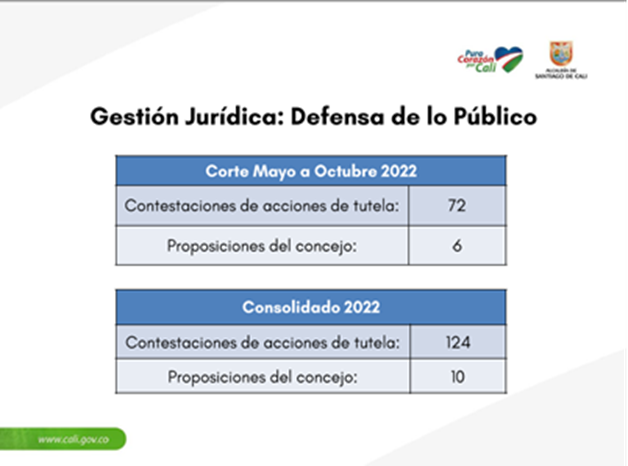 Puro
Corazón
por Cali
ALCALDÍA DE
SANTIAGO DE CALI
Gestión Jurídica: Defensa de lo Público
Corte Mayo a Octubre 2022
Contestaciones de acciones de tutela: 72
Proposiciones del concejo: 6
Consolidado 2022
Contestaciones de acciones de tutela: 124
Proposiciones del concejo: 10
www.cali.gov.co